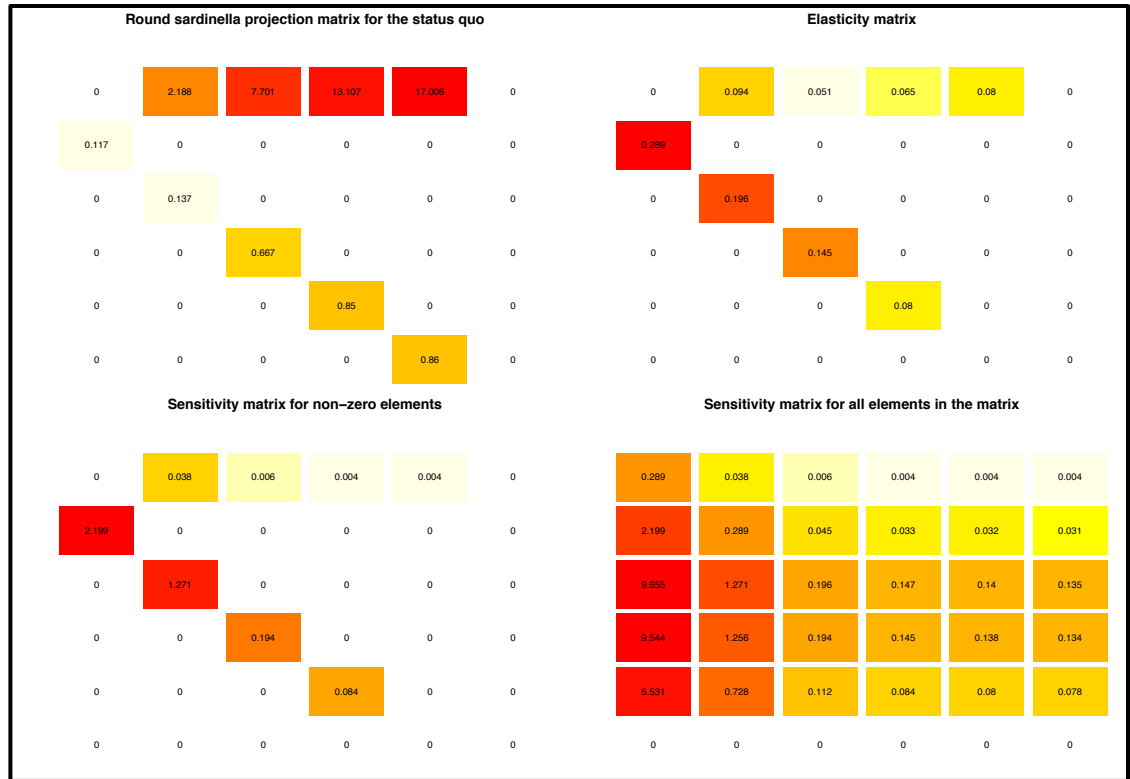 Round sardinella projection matrix for the status quo
0 2.188 7.701 13.107 17.006 0
0.117 0 0 0 0 0
0 0.137 0 0 0 0
0 0 0.667 0 0 0
0 0 0 0.85 0 0
0 0 0 0 0.86 0
Elasticity matrix
0 0.094 0.051 0.065 0.08 0
0.289 0 0 0 0 0
0 0.196 0 0 0 0
0 0 0.145 0 0 0
0 0 0 0.08 0 0
0 0 0 0 0 0
Sensitivity matrix for non−zero elements
0 0.038 0.006 0.004 0.004 0
2.199 0 0 0 0 0
0 1.271 0 0 0 0
0 0 0.194 0 0 0
0 0 0 0.084 0 0
0 0 0 0 0 0
Sensitivity matrix for all elements in the matrix
0.289 0.038 0.006 0.004 0.004 0.004
2.199 0.289 0.045 0.033 0.032 0.031
9.655 1.271 0.196 0.147 0.14 0.135
9.544 1.256 0.194 0.145 0.138 0.134
5.531 0.728 0.112 0.084 0.08 0.078
0 0 0 0 0 0